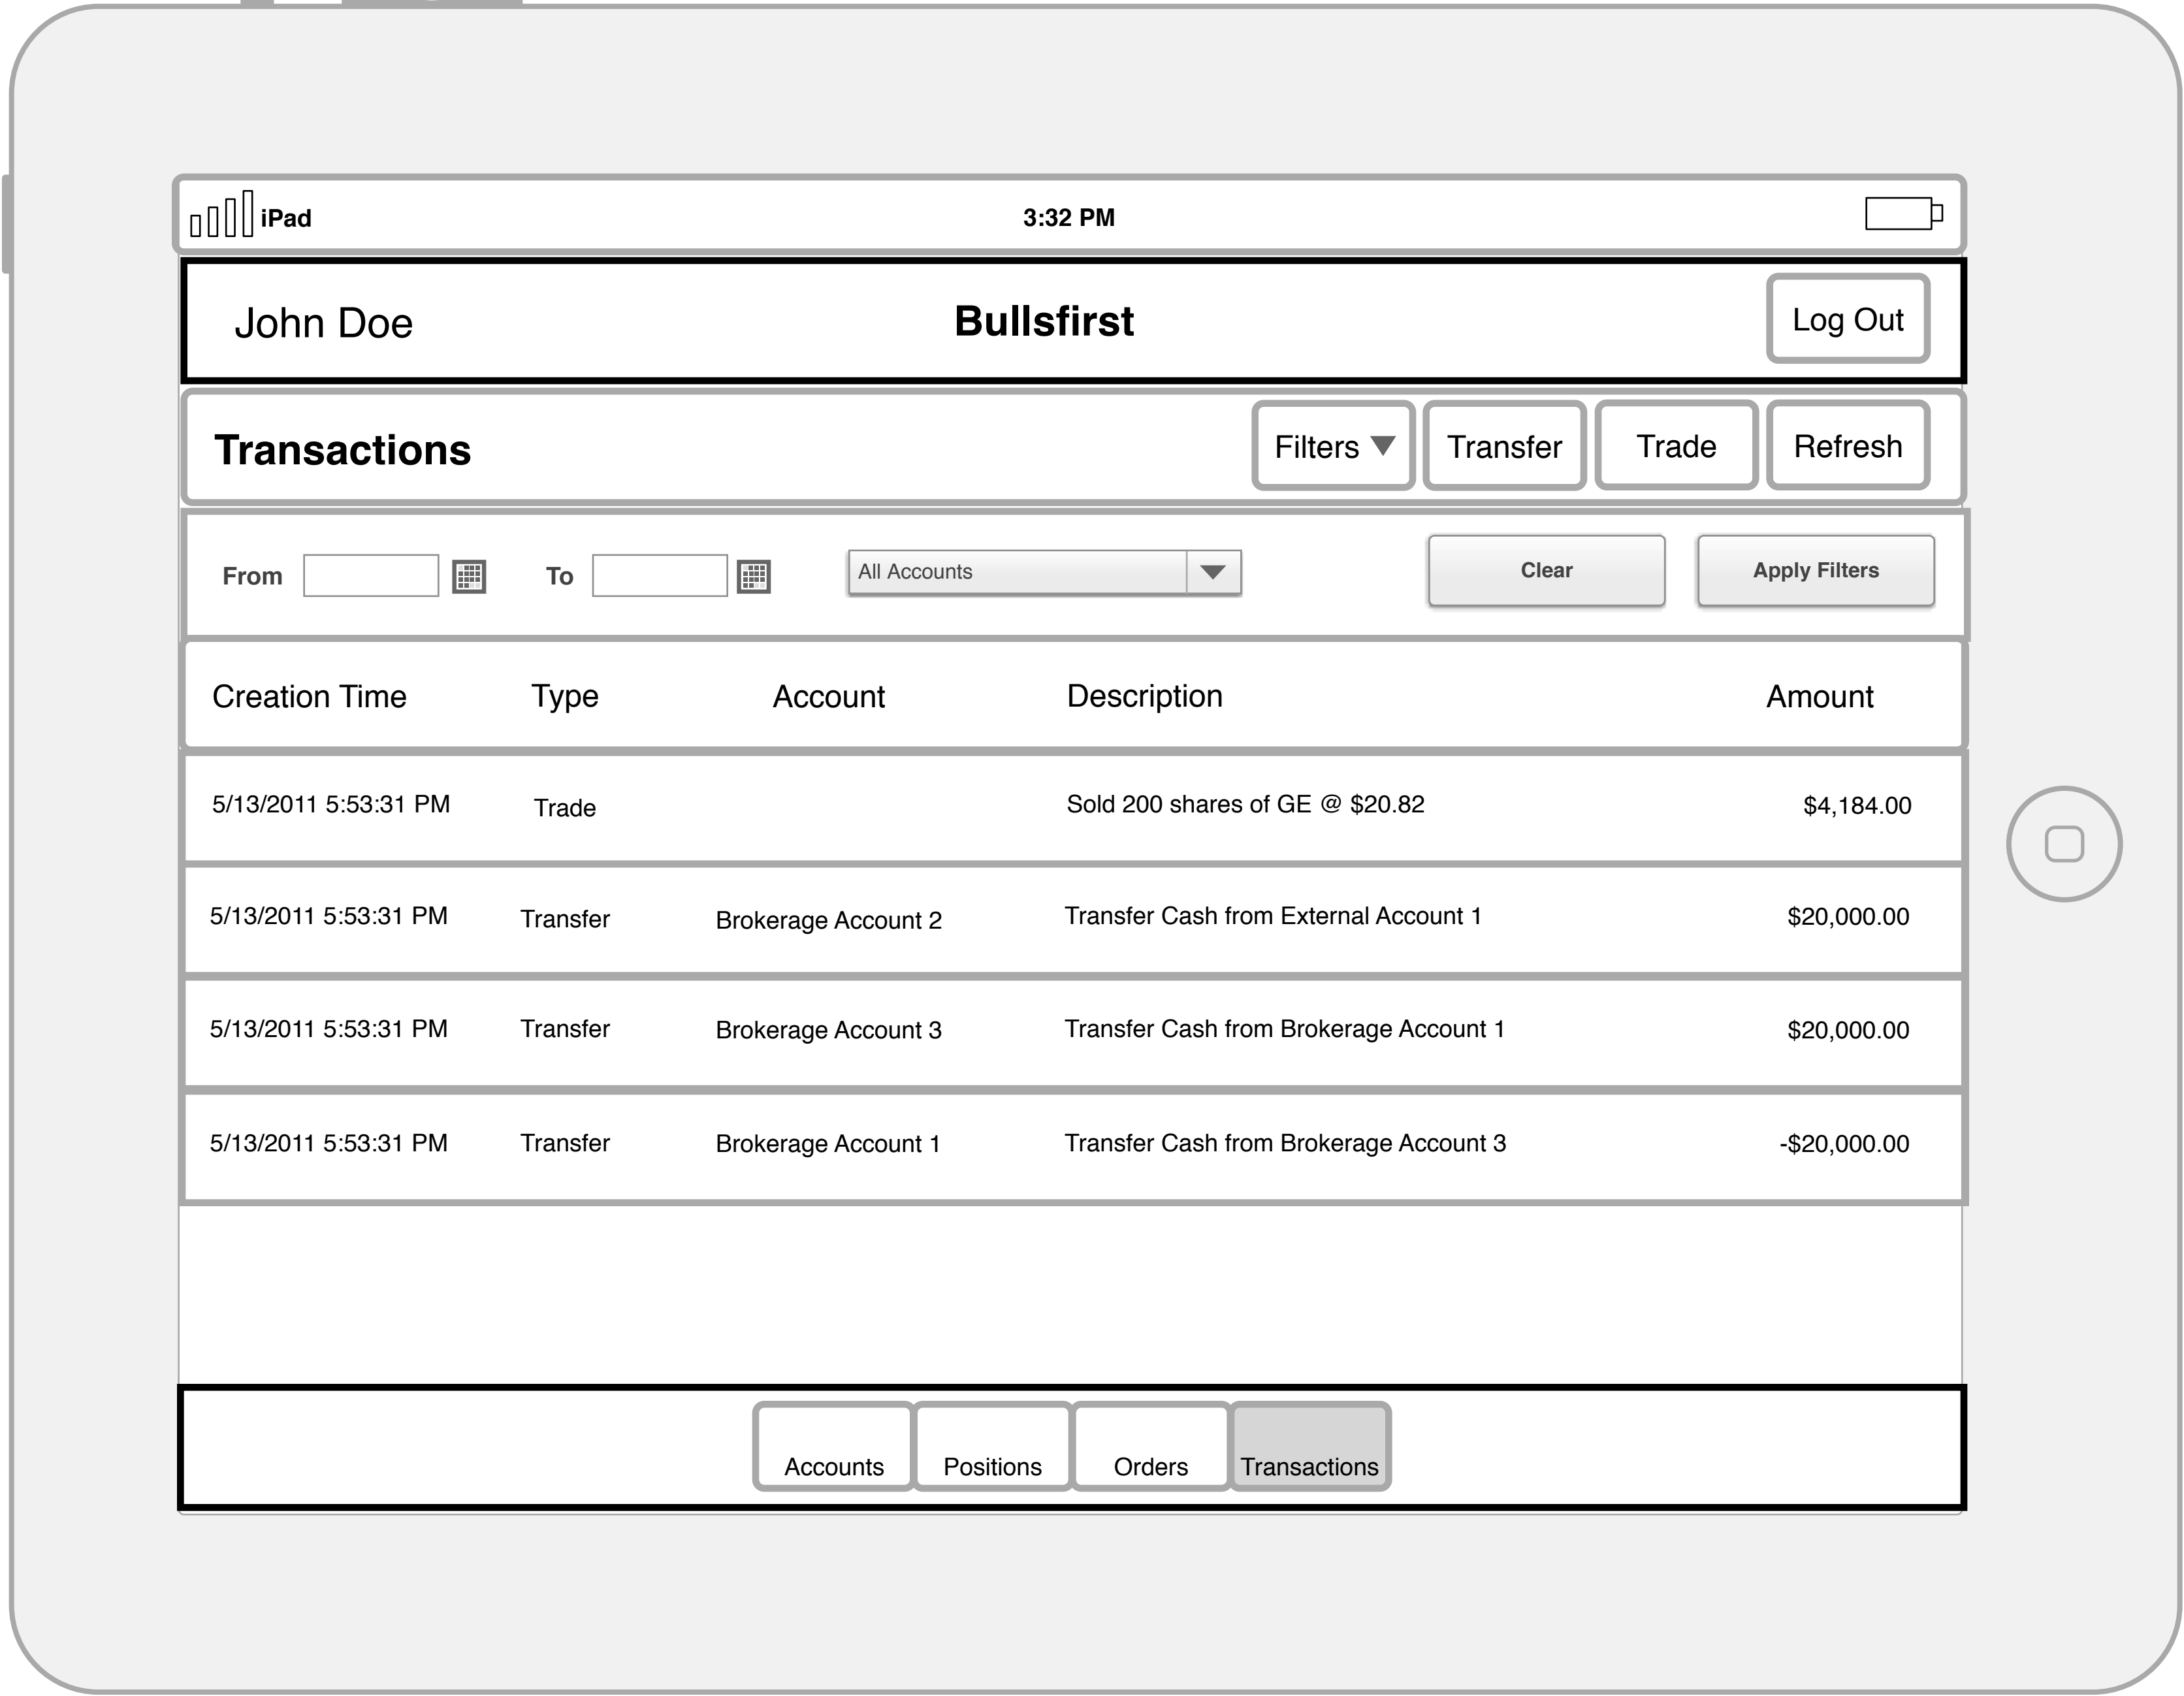 iPad 3:32 PM
John Doe Bullsfirst Log Out
Transactions Filters Transfer Trade Refresh
From To All Accounts Clear Apply Filters
Creation Time Type Account Description Amount
5/13/2011 5:53:31 PM Trade Sold 200 shares of GE @ $20.82 $4,184.00
5/13/2011 5:53:31 PM Transfer Brokerage Account 2 Transfer Cash from External Account 1 $20,000.00
5/13/2011 5:53:31 PM Transfer Brokerage Account 3 Transfer Cash from Brokerage Account 1 $20,000.00
5/13/2011 5:53:31 PM Transfer Brokerage Account 1 Transfer Cash from Brokerage Account 3 -$20,000.00
Accounts Positions Orders Transactions